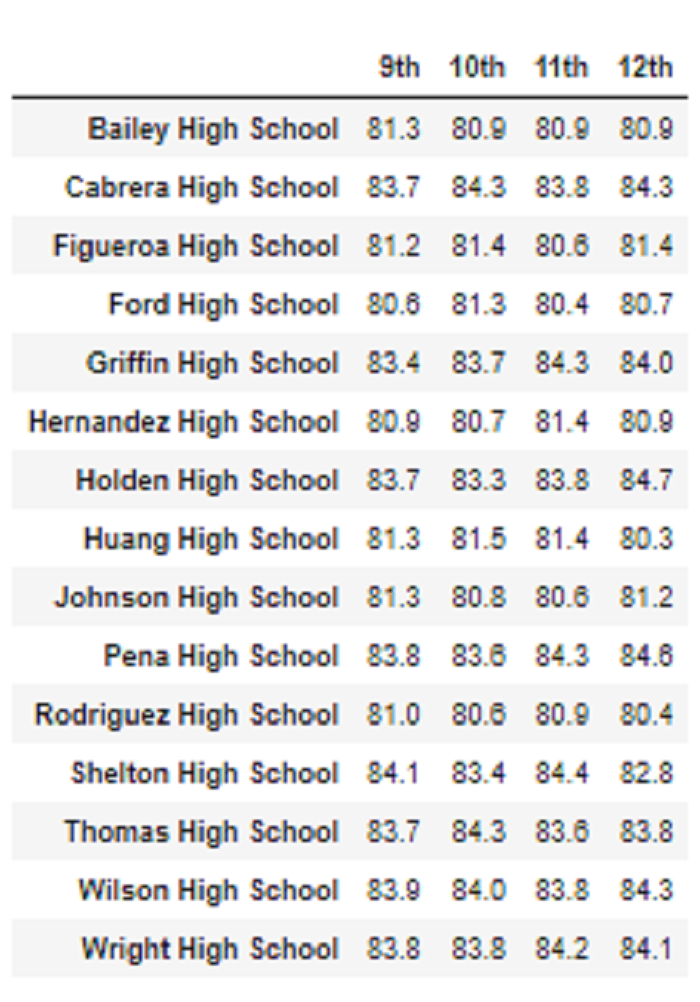 9th 10th 11th 12th
Bailey High School 81.3 80.9 80.9 80.9
Cabrera High School 83.7 84.3 83.8 84.3
Figueroa High School 81.2 81.4 80.6 81.4
Ford High School 80.6 81.3 80.4 80.7
Griffin High School 83.4 83.7 84.3 84.0
Hernandez High School 80.9 80.7 81.4 80.9
Holden High School 83.7 83.3 83.8 84.7
Huang High School 81.3 81.5 81.4 80.3
Johnson High School 81.3 80.8 80.6 81.2
Pena High School 83.8 83.6 84.3 84.6
Rodriguez High School 81.0 80.6 80.9 80.4
Shelton High School 84.1 83.4 84.4 82.8
Thomas High School 83.7 84.3 83.6 83.8
Wilson High School 83.9 84.0 83.8 84.3
Wright High School 83.8 83.8 84.2 84.1